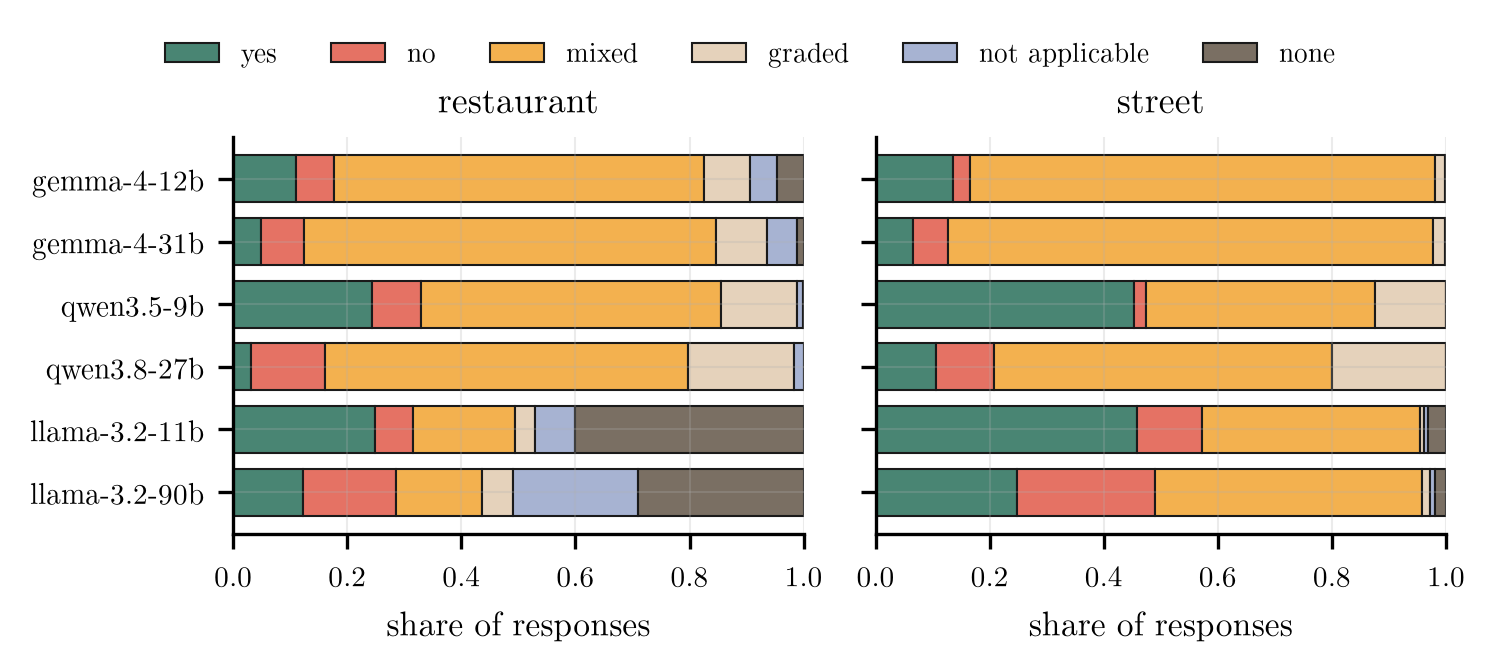 yes no mixed graded not applicable none
restaurant street
gemma-4-12b
gemma-4-31b
qwen3.5-9b
qwen3.8-27b
llama-3.2-11b
llama-3.2-90b
0.0 0.2 0.4 0.6 0.8 1.0 0.0 0.2 0.4 0.6 0.8 1.0
share of responses share of responses